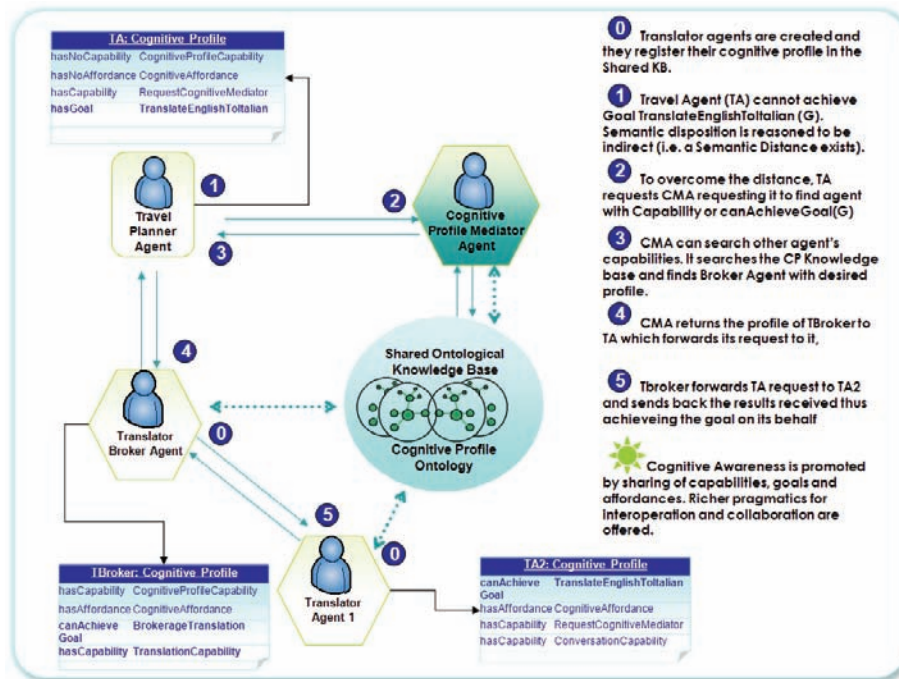 TA: Cognitive Profile
hasNoCapability CognitiveProfileCapability
hasNoAffordance CognitiveAffordance
hasCapability RequestCognitiveMediator
hasGoal TranslateEnglishToItalian
1
Travel
Planner
Agent
2
3
Cognitive
Profile Mediator
Agent
4
Translator
Broker Agent
0
Shared Ontological
Knowledge Base
Cognitive Profile
Ontology
5
0
Translator
Agent 1
TBroker: Cognitive Profile
hasCapability CognitiveProfileCapability
hasAffordance CognitiveAffordance
canAchieve BrokerageTranslation
Goal
hasCapability TranslationCapability
TA2: Cognitive Profile
canAchieve TranslateEnglishToItalian
Goal
hasAffordance CognitiveAffordance
hasCapability RequestCognitiveMediator
hasCapability ConversationCapability
0 Translator agents are created and
they register their cognitive profile in the
Shared KB.
1 Travel Agent (TA) cannot achieve
Goal TranslateEnglishToItalian (G).
Semantic disposition is reasoned to be
indirect (i.e. a Semantic Distance exists).
2 To overcome the distance, TA
requests CMA requesting it to find agent
with Capability or canAchieveGoal(G)
3 CMA can search other agent's
capabilities. It searches the CP Knowledge
base and finds Broker Agent with desired
profile.
4 CMA returns the profile of TBroker to
TA which forwards its request to it,
5 Tbroker forwards TA request to TA2
and sends back the results received thus
achieveing the goal on its behalf
Cognitive Awareness is promoted
by sharing of capabilities, goals and
affordances. Richer pragmatics for
interoperation and collaboration are
offered.